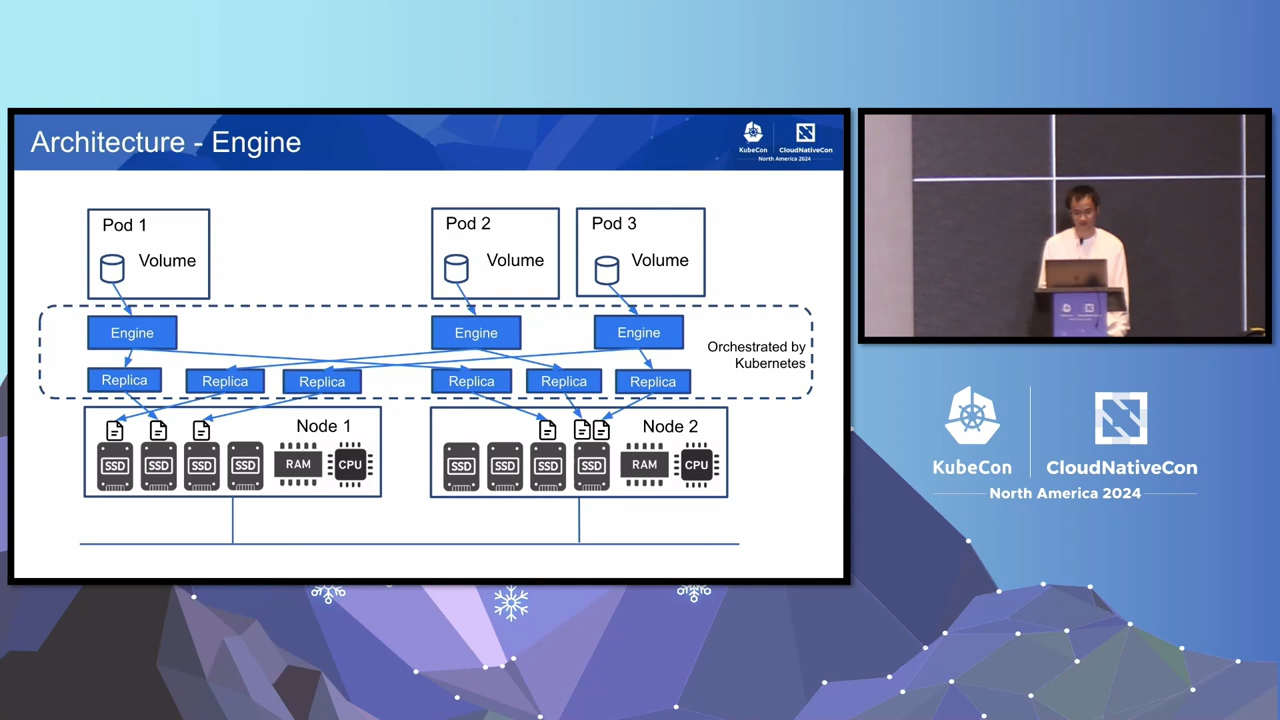 Architecture - Engine
KubeCon
CloudNativeCon
North America 2024
Pod 1
Volume
Pod 2
Volume
Pod 3
Volume
Engine
Engine
Engine
Orchestrated by
Kubernetes
Replica
Replica
Replica
Replica
Replica
Replica
Node 1
SSD
SSD
SSD
SSD
RAM
CPU
Node 2
SSD
SSD
SSD
SSD
RAM
CPU
KubeCon
CloudNativeCon
North America 2024